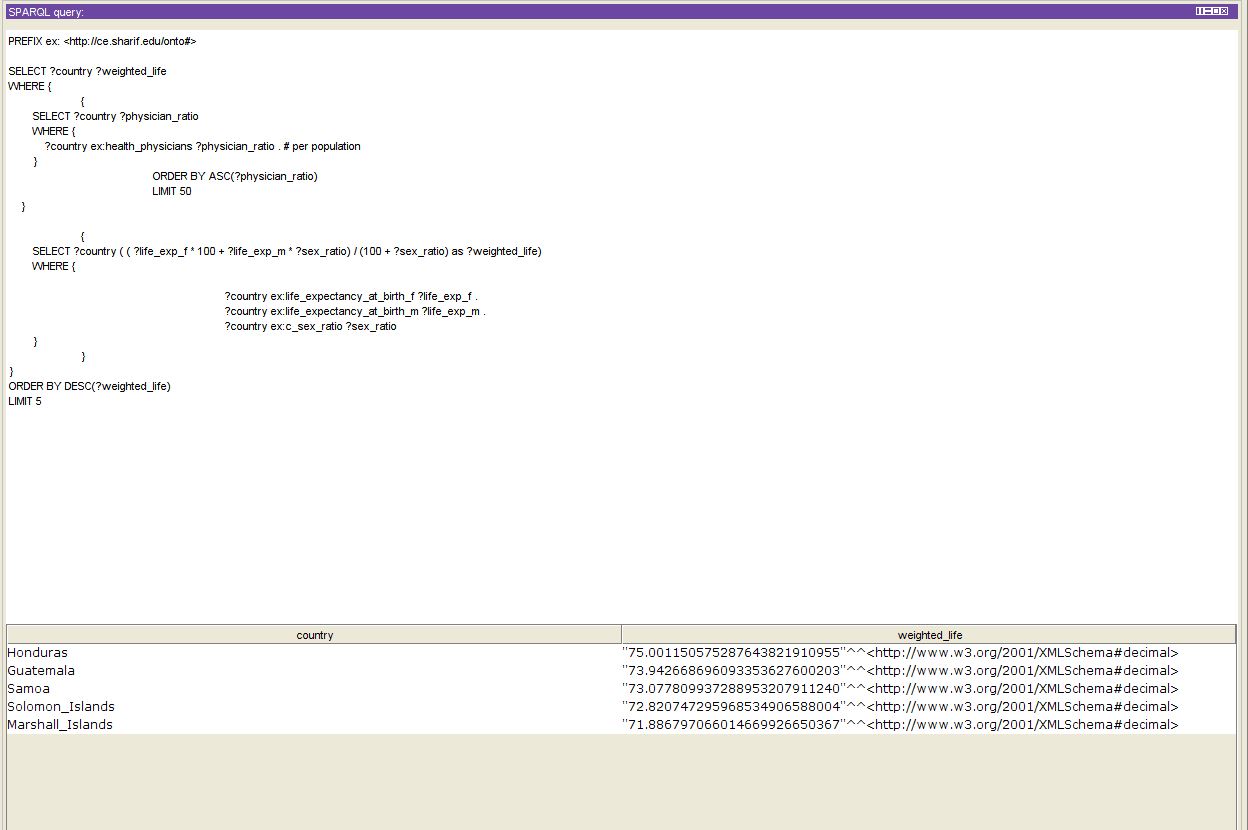 SPARQL query:
PREFIX ex: <http://ce.sharif.edu/onto#>
SELECT ?country ?weighted_life
WHERE {
{
SELECT ?country ?physician_ratio
WHERE {
?country ex:health_physicians ?physician_ratio . # per population
}
ORDER BY ASC(?physician_ratio)
LIMIT 50
}
{
SELECT ?country ( ( ?life_exp_f * 100 + ?life_exp_m * ?sex_ratio) / (100 + ?sex_ratio) as ?weighted_life)
WHERE {
?country ex:life_expectancy_at_birth_f ?life_exp_f .
?country ex:life_expectancy_at_birth_m ?life_exp_m .
?country ex:c_sex_ratio ?sex_ratio
}
}
}
ORDER BY DESC(?weighted_life)
LIMIT 5
country weighted_life
Honduras "75.001150575287643821910955"^^<http://www.w3.org/2001/XMLSchema#decimal>
Guatemala "73.942668696093353627600203"^^<http://www.w3.org/2001/XMLSchema#decimal>
Samoa "73.077809937288953207911240"^^<http://www.w3.org/2001/XMLSchema#decimal>
Solomon_Islands "72.820747295968534906588004"^^<http://www.w3.org/2001/XMLSchema#decimal>
Marshall_Islands "71.886797066014669926650367"^^<http://www.w3.org/2001/XMLSchema#decimal>